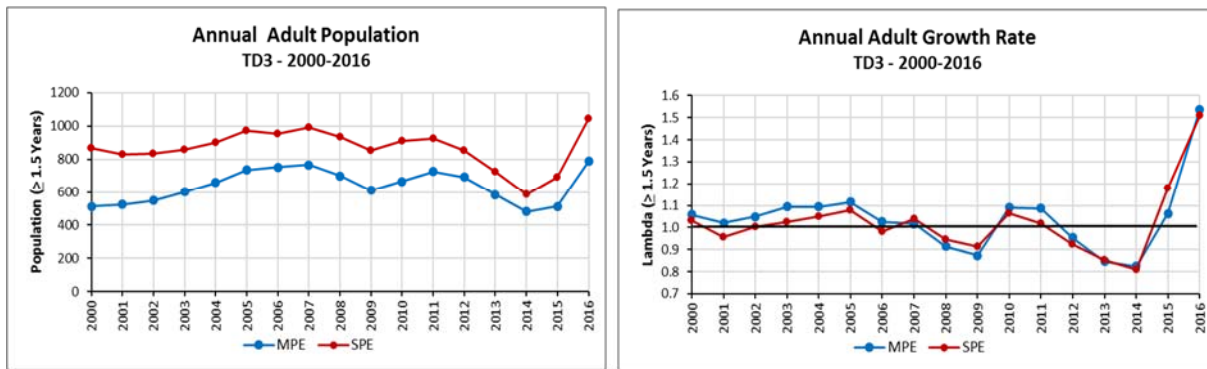 Annual Adult Population
TD3 - 2000-2016
Population (≥ 1.5 Years)
1200
1000
800
600
400
200
0
2000 2001 2002 2003 2004 2005 2006 2007 2008 2009 2010 2011 2012 2013 2014 2015 2016
MPE SPE
Annual Adult Growth Rate
TD3 - 2000-2016
Lambda (≥ 1.5 Years)
1.6
1.5
1.4
1.3
1.2
1.1
1.0
0.9
0.8
0.7
2000 2001 2002 2003 2004 2005 2006 2007 2008 2009 2010 2011 2012 2013 2014 2015 2016
MPE SPE